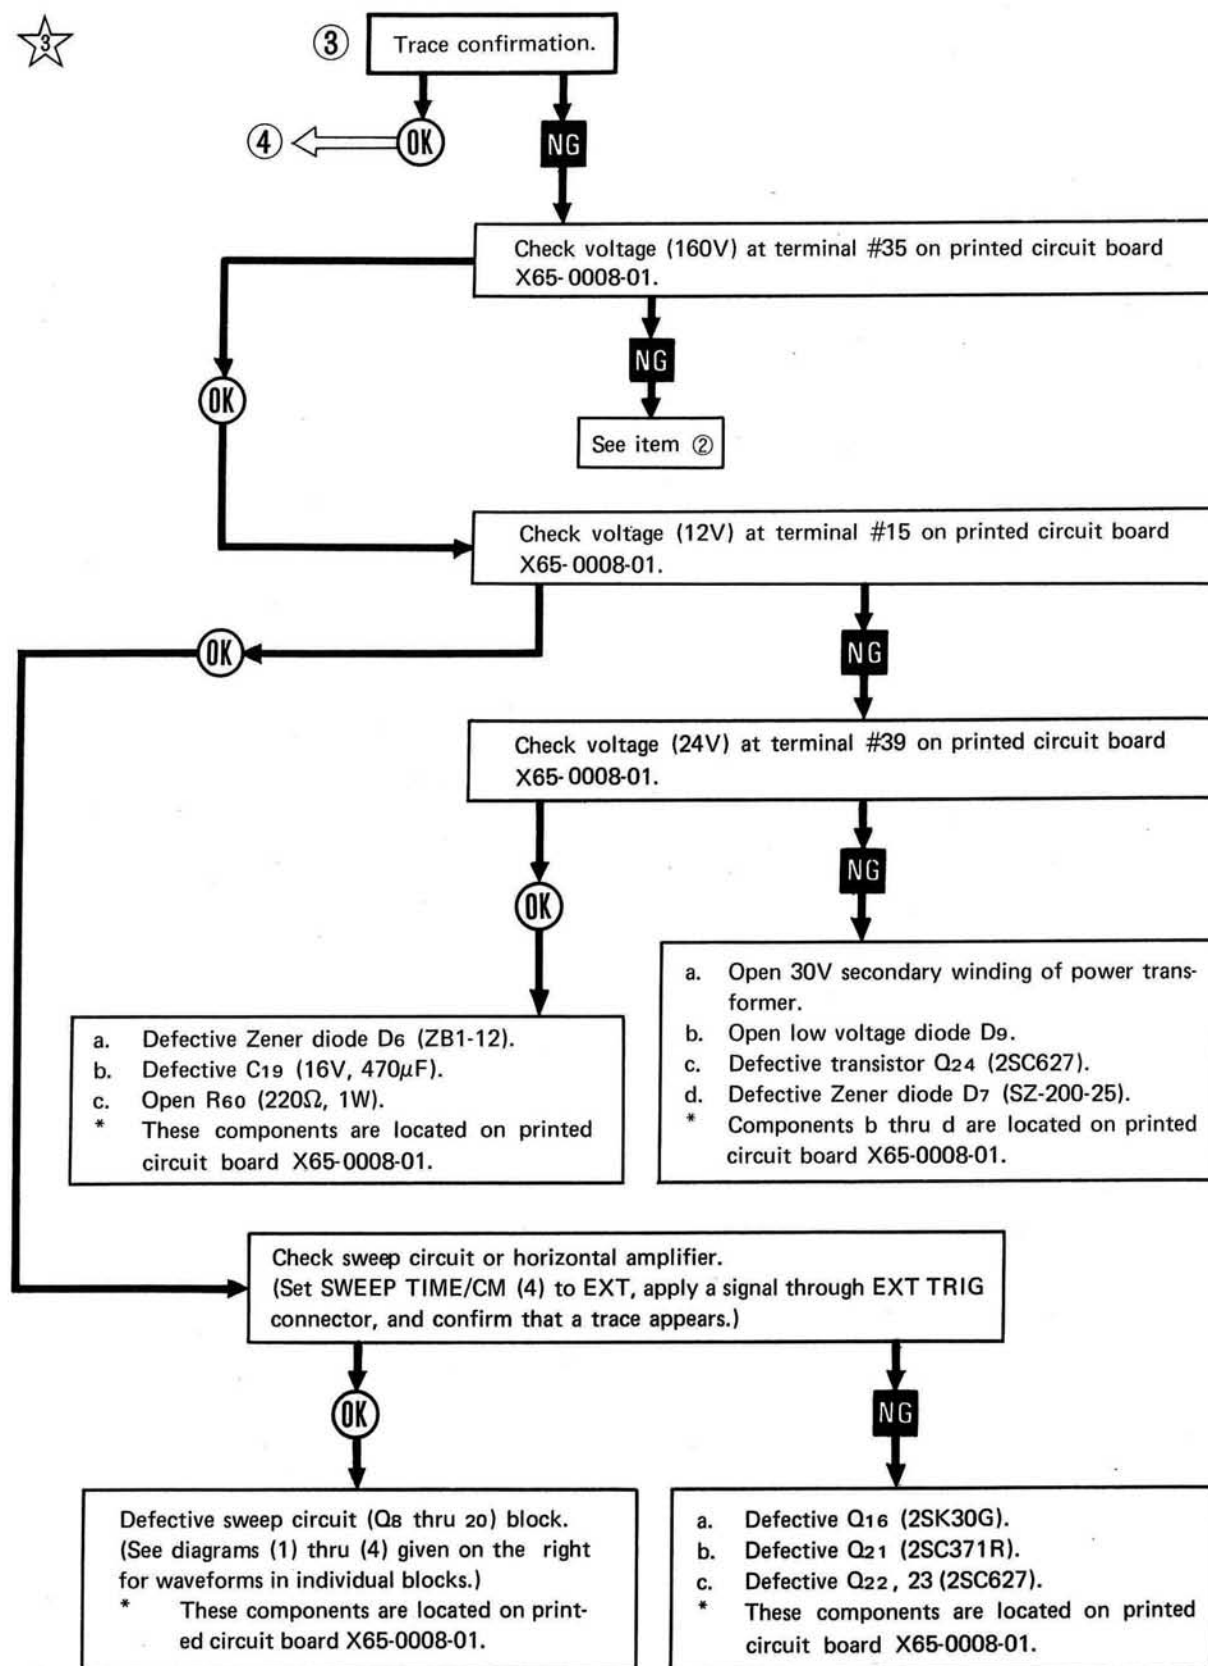 3
③ Trace confirmation.
④ OK NG
Check voltage (160V) at terminal #35 on printed circuit board
X65-0008-01.
NG
OK
See item ②
Check voltage (12V) at terminal #15 on printed circuit board
X65-0008-01.
OK
NG
Check voltage (24V) at terminal #39 on printed circuit board
X65-0008-01.
NG
OK
a. Defective Zener diode D6 (ZB1-12).
b. Defective C19 (16V, 470μF).
c. Open R60 (220Ω, 1W).
* These components are located on printed
circuit board X65-0008-01.
a. Open 30V secondary winding of power trans-
former.
b. Open low voltage diode D9.
c. Defective transistor Q24 (2SC627).
d. Defective Zener diode D7 (SZ-200-25).
* Components b thru d are located on printed
circuit board X65-0008-01.
Check sweep circuit or horizontal amplifier.
(Set SWEEP TIME/CM (4) to EXT, apply a signal through EXT TRIG
connector, and confirm that a trace appears.)
OK
NG
Defective sweep circuit (Q8 thru 20) block.
(See diagrams (1) thru (4) given on the right
for waveforms in individual blocks.)
* These components are located on print-
ed circuit board X65-0008-01.
a. Defective Q16 (2SK30G).
b. Defective Q21 (2SC371R).
c. Defective Q22, 23 (2SC627).
* These components are located on printed
circuit board X65-0008-01.